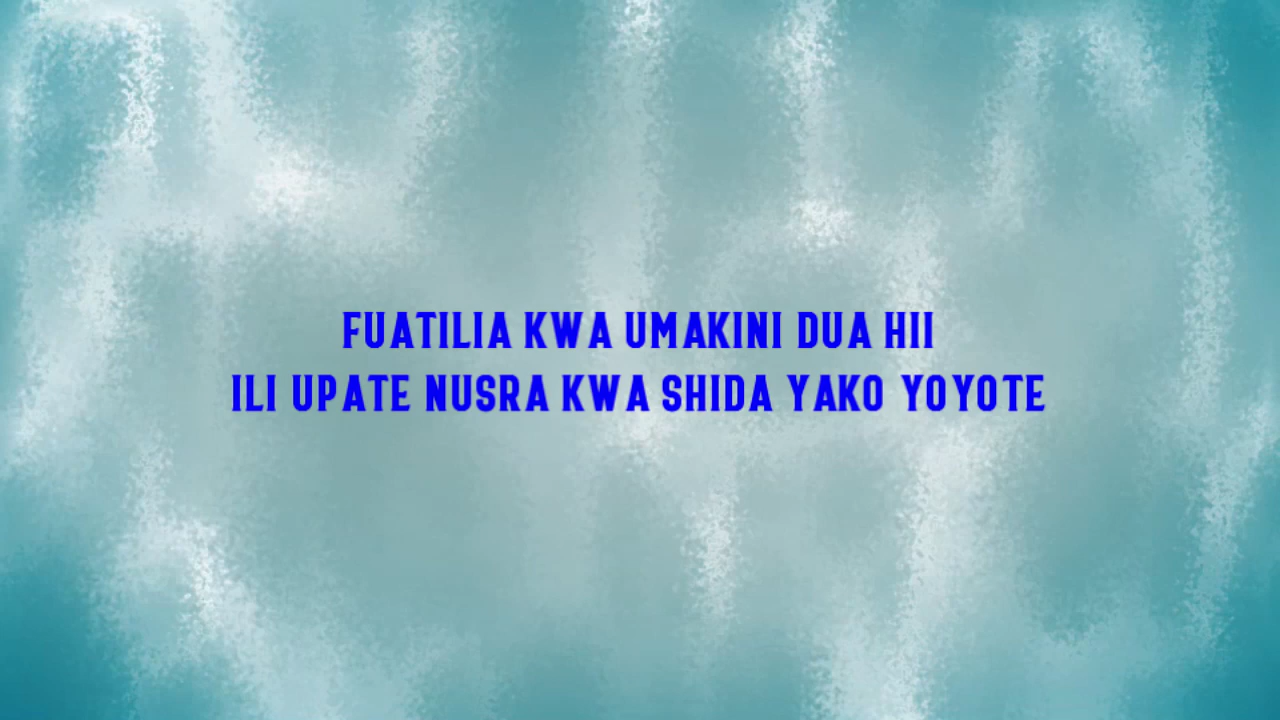 FUATILIA KWA UMAKINI DUA HII
ILI UPATE NUSRA KWA SHIDA YAKO YOYOTE